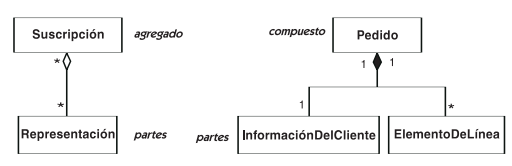 Suscripción agregado
compuesto Pedido
* 1 1
* 1 *
Representación partes
partes InformaciónDelCliente ElementoDeLínea